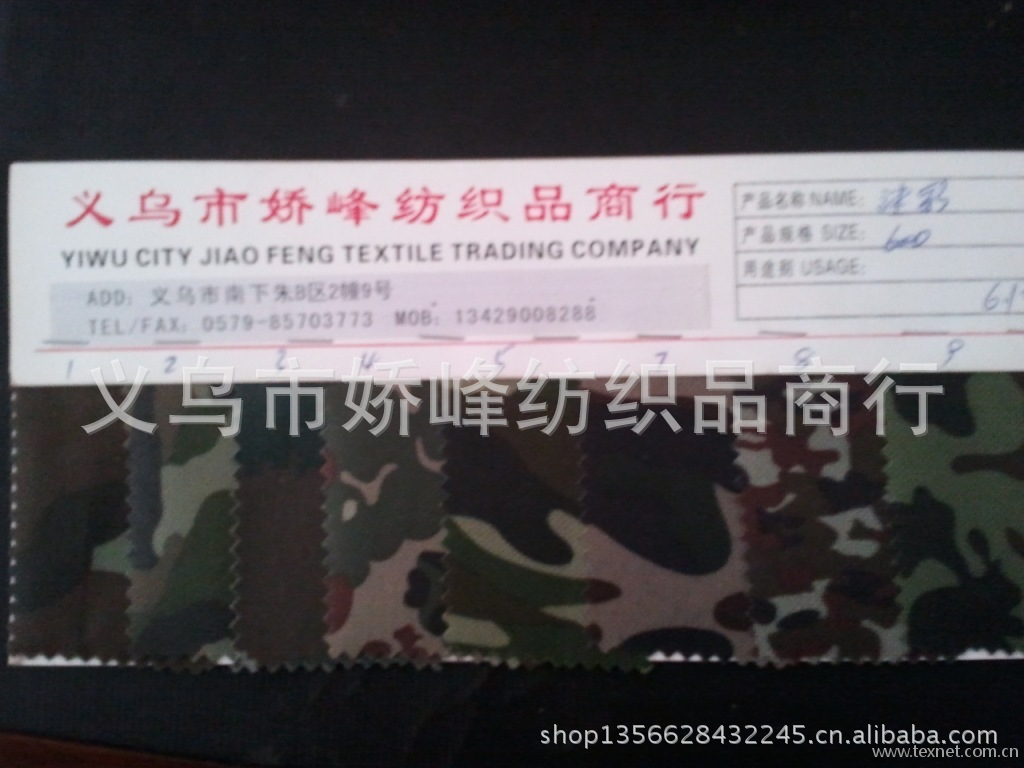 义乌市娇峰纺织品商行
YIWU CITY JIAO FENG TEXTILE TRADING COMPANY
ADD: 义乌市南下朱B区2幢9号
TEL/FAX: 0579-85703773 MOB: 13429008288
产品名称 NAME: 迷彩
产品规格 SIZE: 600
用途别 USAGE:
1 2 3 4 5 7 8 9
义乌市娇峰纺织品商行
shop13566628432245.cn.alibaba.com
www.texnet.com.cn